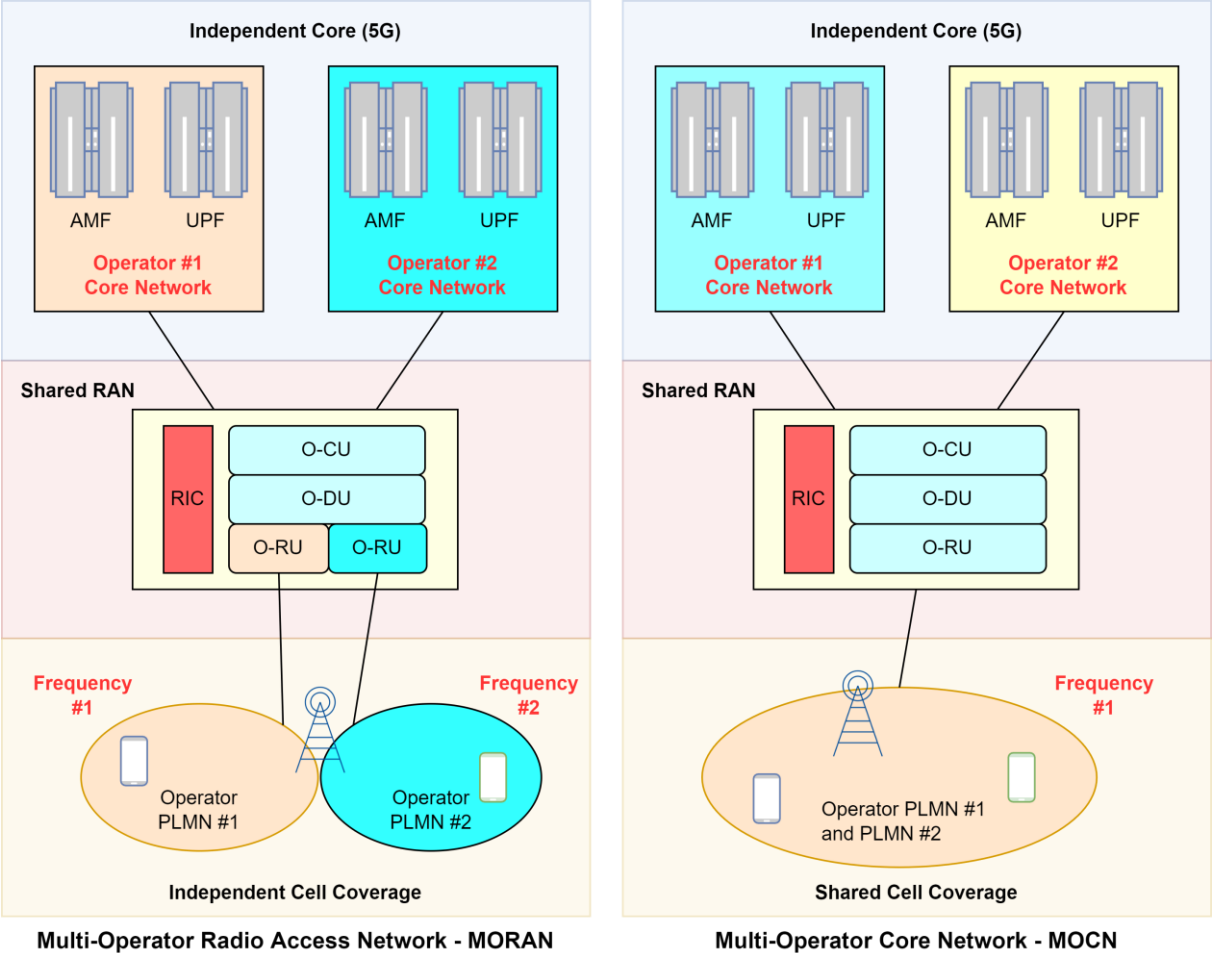 Independent Core (5G)
AMF
UPF
Operator #1
Core Network
AMF
UPF
Operator #2
Core Network
Shared RAN
RIC
O-CU
O-DU
O-RU
O-RU
Frequency
#1
Frequency
#2
Operator
PLMN #1
Operator
PLMN #2
Independent Cell Coverage
Multi-Operator Radio Access Network - MORAN
Independent Core (5G)
AMF
UPF
Operator #1
Core Network
AMF
UPF
Operator #2
Core Network
Shared RAN
RIC
O-CU
O-DU
O-RU
Frequency
#1
Operator PLMN #1
and PLMN #2
Shared Cell Coverage
Multi-Operator Core Network - MOCN